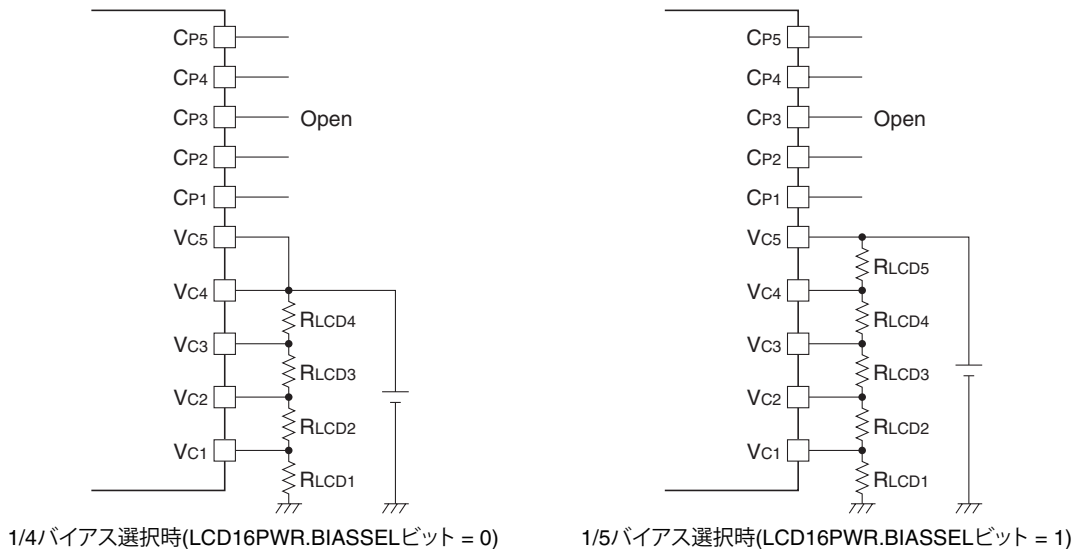 CP5
CP4
CP3
Open
CP2
CP1
VC5
VC4
RLCD4
VC3
RLCD3
VC2
RLCD2
VC1
RLCD1
1/4バイアス選択時(LCD16PWR.BIASSELビット = 0)
CP5
CP4
CP3
Open
CP2
CP1
VC5
RLCD5
VC4
RLCD4
VC3
RLCD3
VC2
RLCD2
VC1
RLCD1
1/5バイアス選択時(LCD16PWR.BIASSELビット = 1)